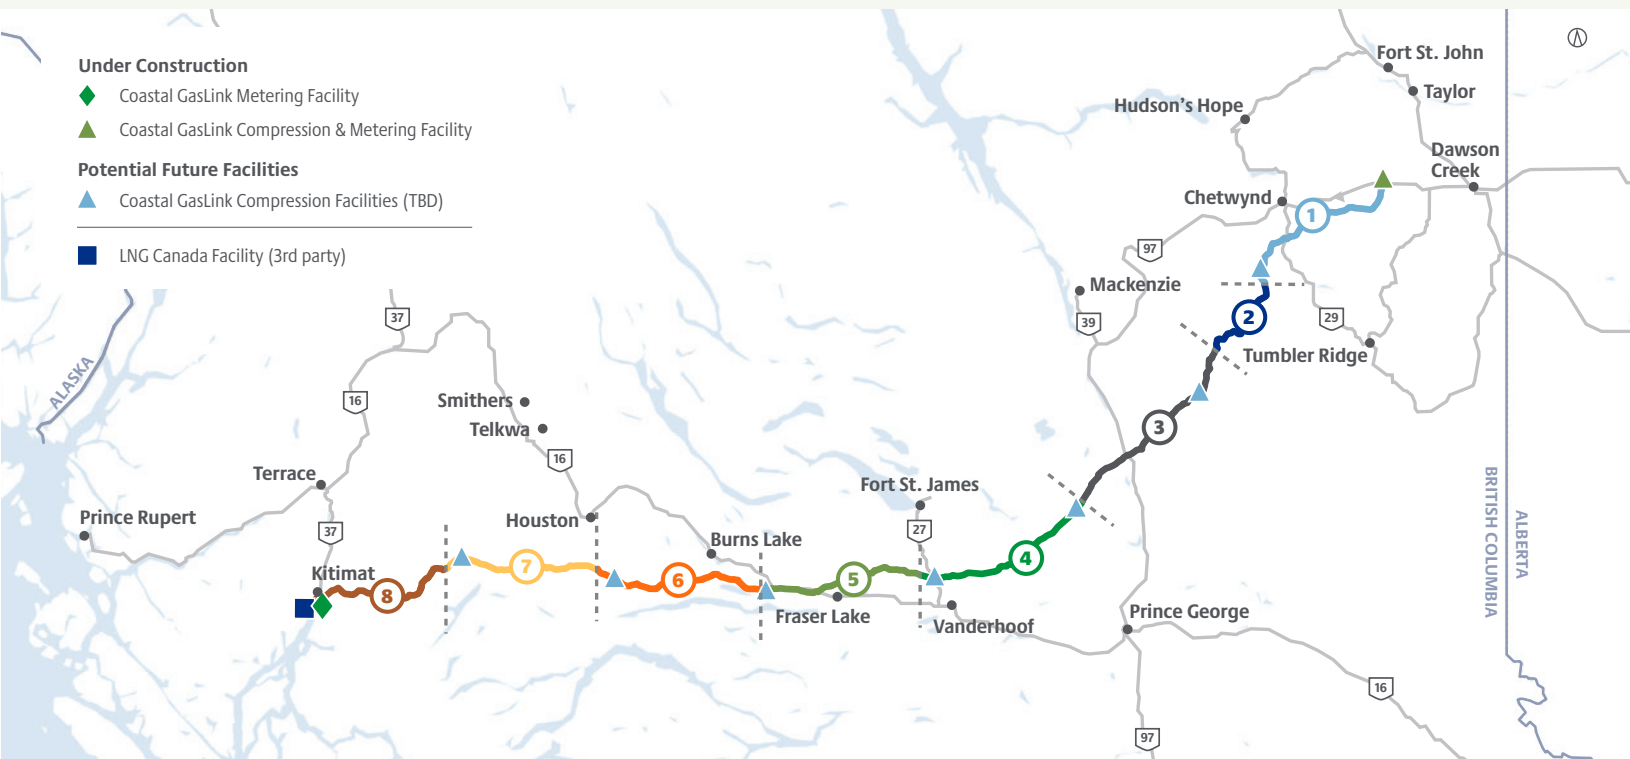 Under Construction
Coastal GasLink Metering Facility
Coastal GasLink Compression & Metering Facility
Potential Future Facilities
Coastal GasLink Compression Facilities (TBD)
LNG Canada Facility (3rd party)
Fort St. John
Taylor
Hudson's Hope
Dawson
Creek
Chetwynd
1
97
Mackenzie
39
2
29
Tumbler Ridge
37
ALASKA
16
Smithers
Telkwa
16
3
Terrace
Fort St. James
BRITISH COLUMBIA
ALBERTA
Prince Rupert
37
Houston
27
Burns Lake
Kitimat
8
7
6
5
4
Fraser Lake
Vanderhoof
Prince George
16
97